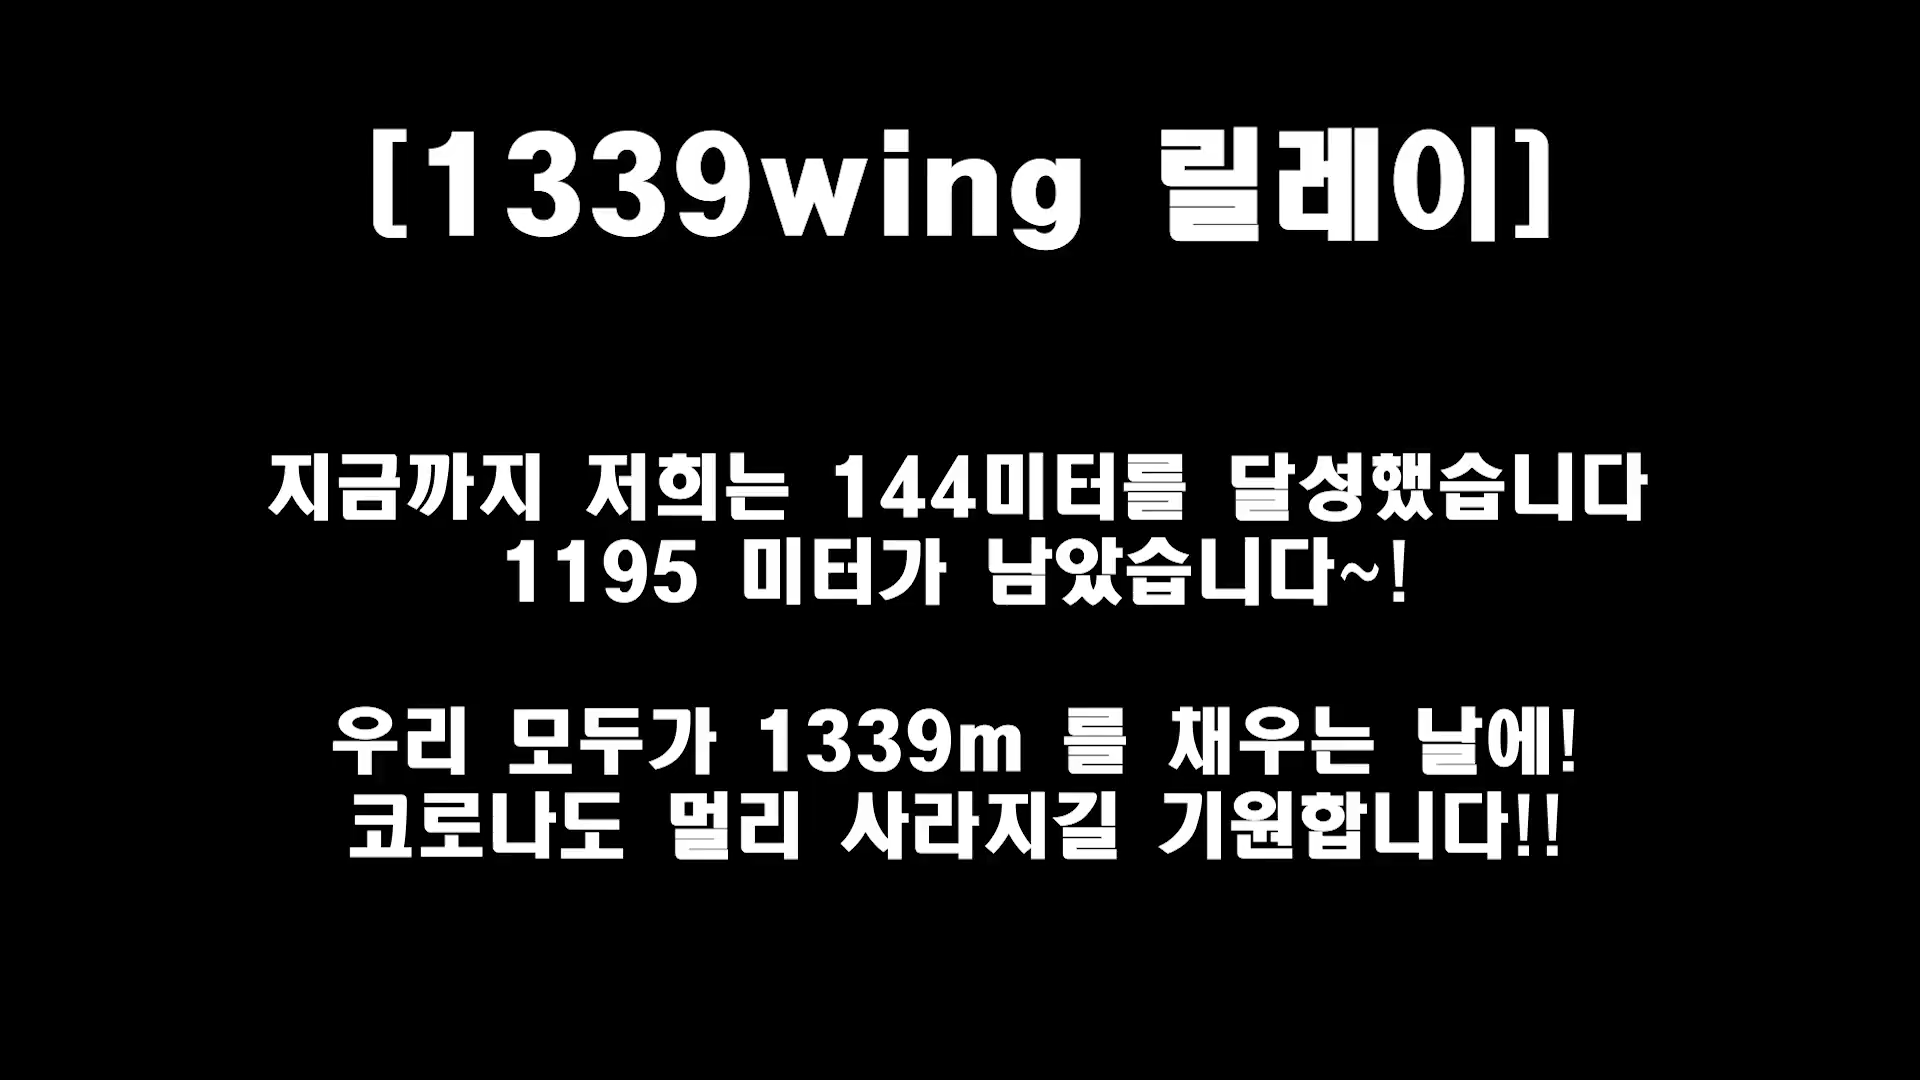 [1339wing 릴레이]
지금까지 저희는 144미터를 달성했습니다
1195 미터가 남았습니다~!
우리 모두가 1339m 를 채우는 날에!
코로나도 멀리 사라지길 기원합니다!!